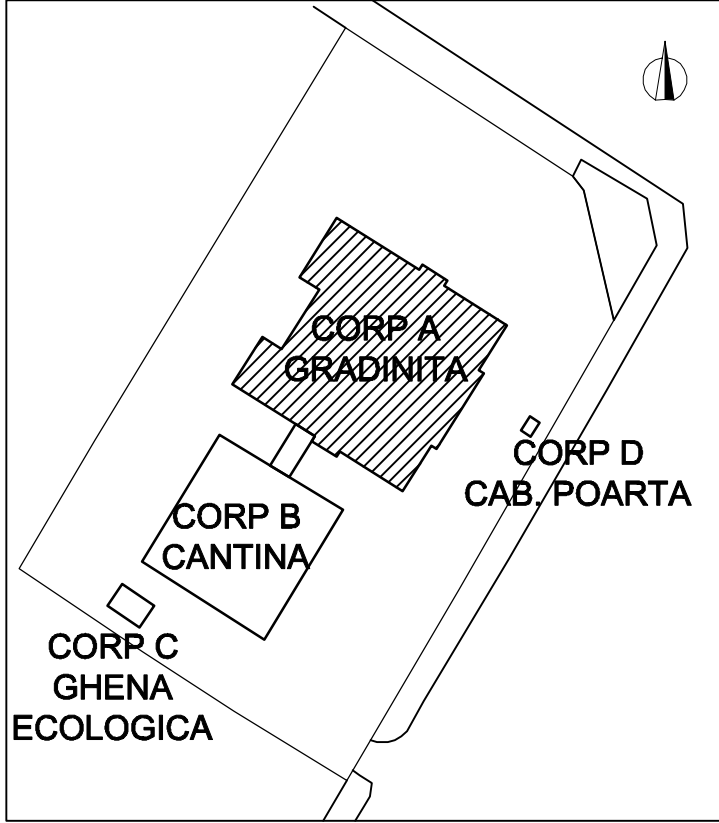 CORP A
GRADINITA
CORP D
CAB. POARTA
CORP B
CANTINA
CORP C
GHENA
ECOLOGICA